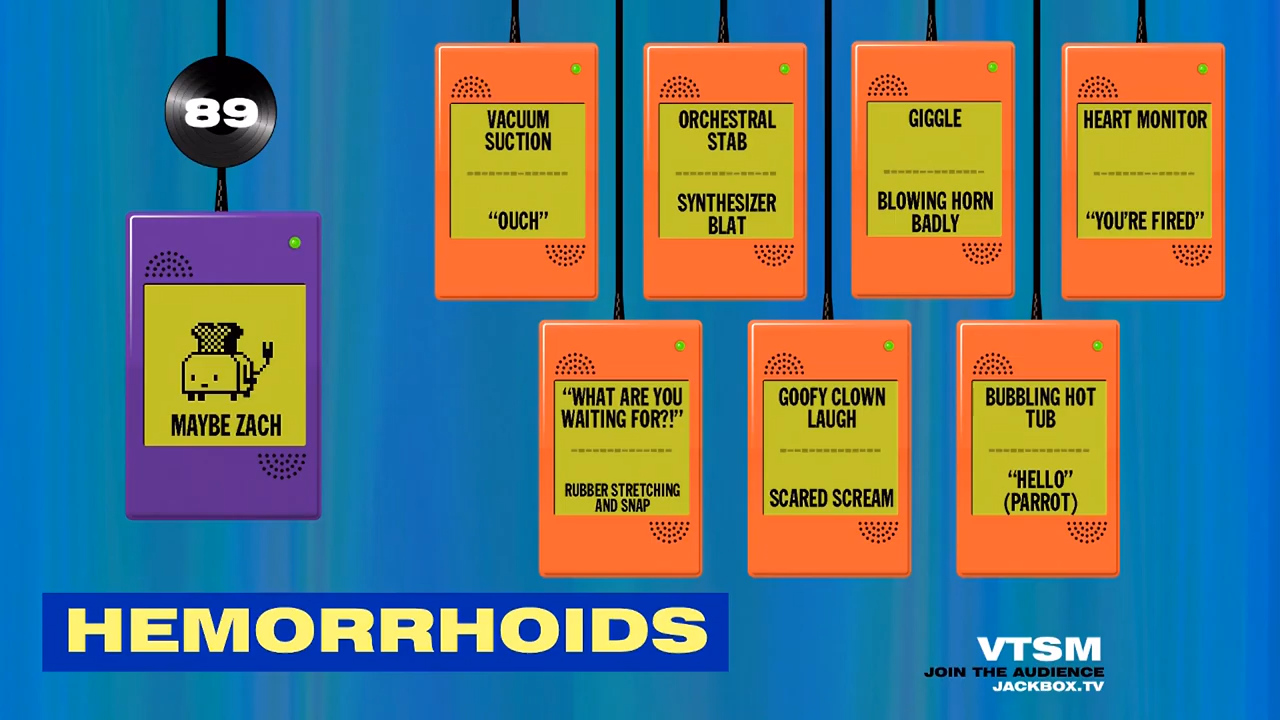 89
MAYBE ZACH
VACUUM
SUCTION
“OUCH”
ORCHESTRAL
STAB
SYNTHESIZER
BLAT
GIGGLE
BLOWING HORN
BADLY
HEART MONITOR
“YOU’RE FIRED”
“WHAT ARE YOU
WAITING FOR?!”
RUBBER STRETCHING
AND SNAP
GOOFY CLOWN
LAUGH
SCARED SCREAM
BUBBLING HOT
TUB
“HELLO”
(PARROT)
HEMORRHOIDS
VTSM
JOIN THE AUDIENCE
JACKBOX.TV